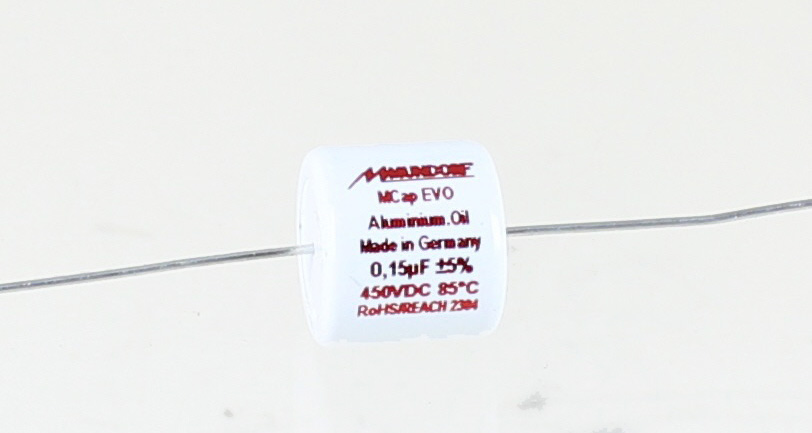 MUNDORF
MCap EVO
Aluminium.Oil
Made in Germany
0,15µF ±5%
450VDC 85°C
RoHS/REACH 2304